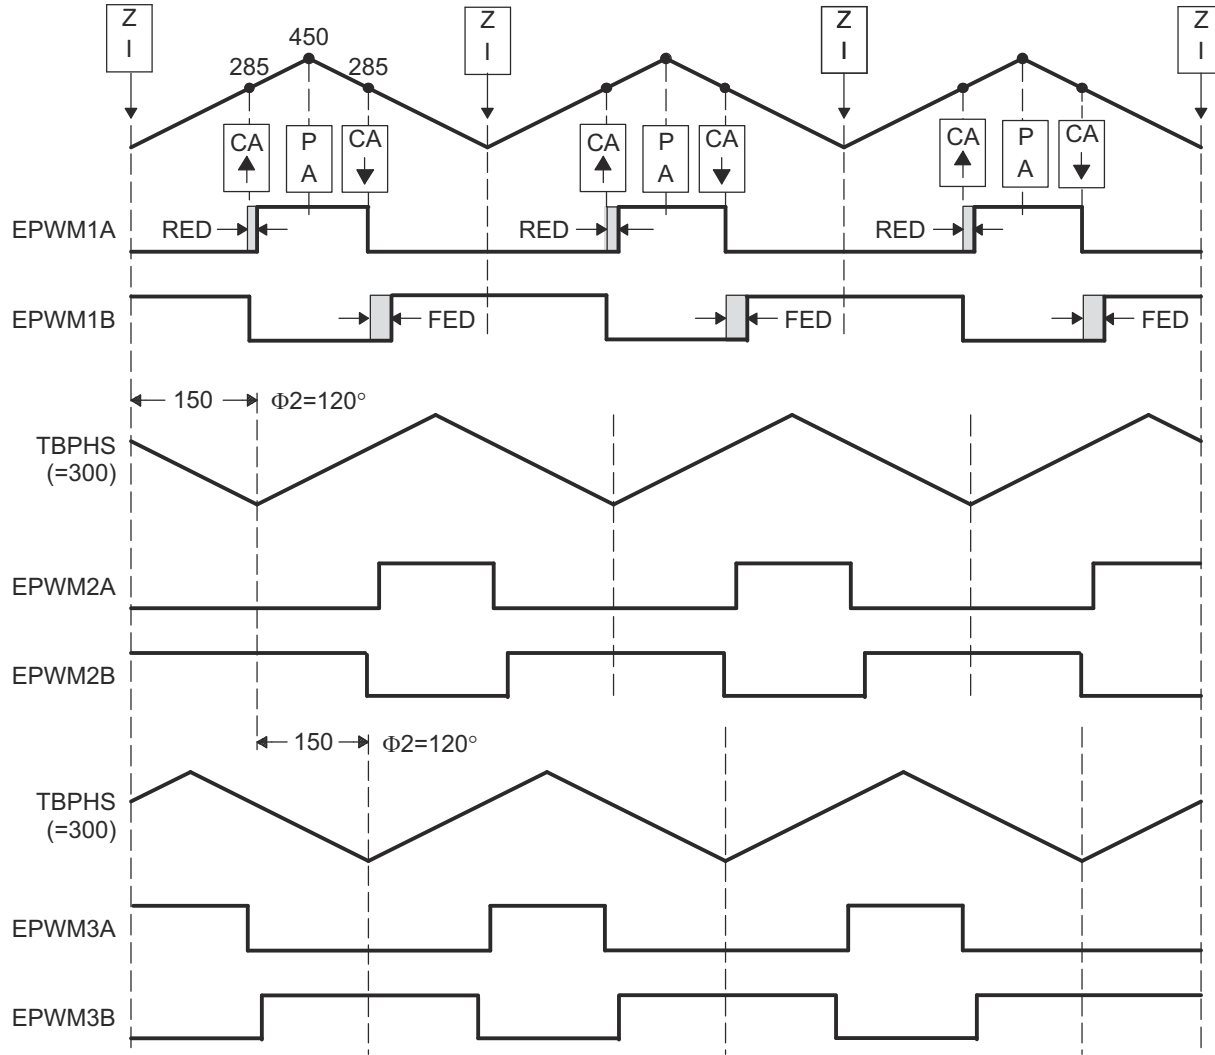 Z
I
Z
I
Z
I
Z
I
450
285
285
CA
P
A
CA
CA
P
A
CA
CA
P
A
CA
EPWM1A
RED
RED
RED
EPWM1B
FED
FED
FED
150
Φ2=120°
TBPHS
(=300)
EPWM2A
EPWM2B
150
Φ2=120°
TBPHS
(=300)
EPWM3A
EPWM3B